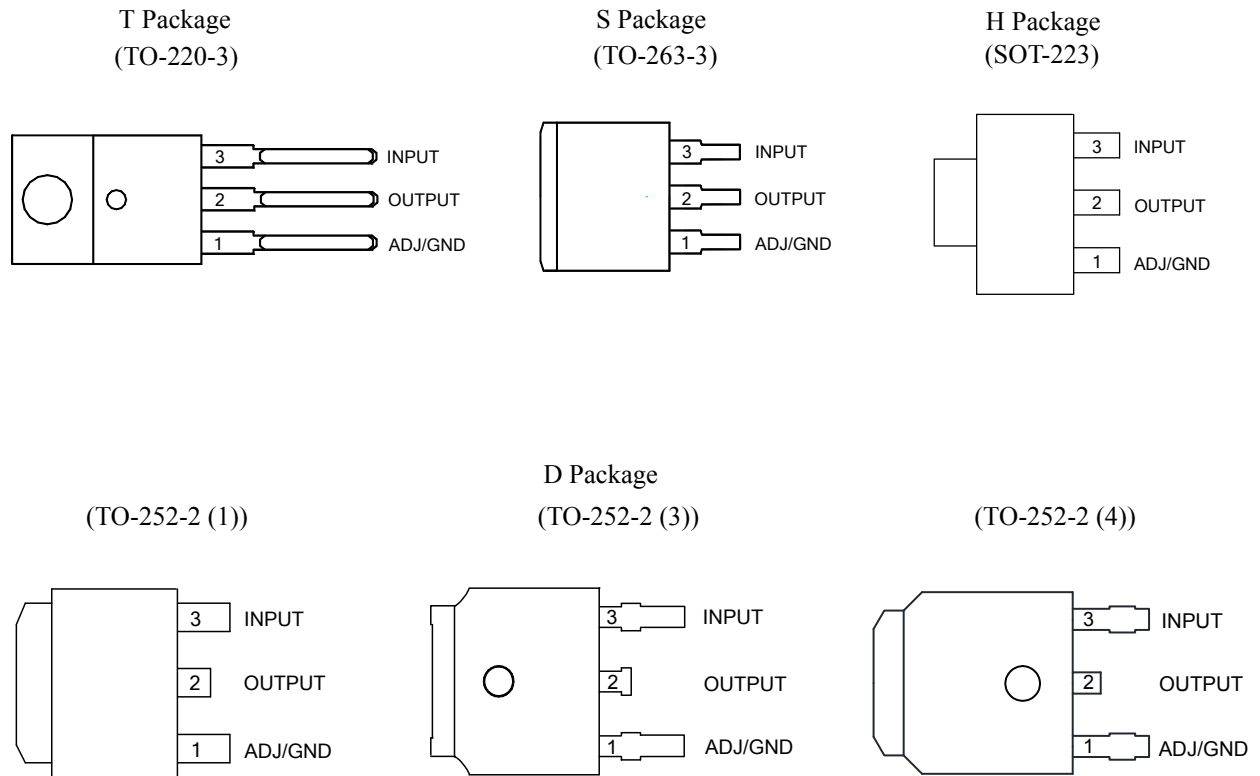 T Package
(TO-220-3)
S Package
(TO-263-3)
H Package
(SOT-223)
3 INPUT
2 OUTPUT
1 ADJ/GND
3 INPUT
2 OUTPUT
1 ADJ/GND
3 INPUT
2 OUTPUT
1 ADJ/GND
D Package
(TO-252-2 (1))
(TO-252-2 (3))
(TO-252-2 (4))
3 INPUT
2 OUTPUT
1 ADJ/GND
3 INPUT
2 OUTPUT
1 ADJ/GND
3 INPUT
2 OUTPUT
1 ADJ/GND